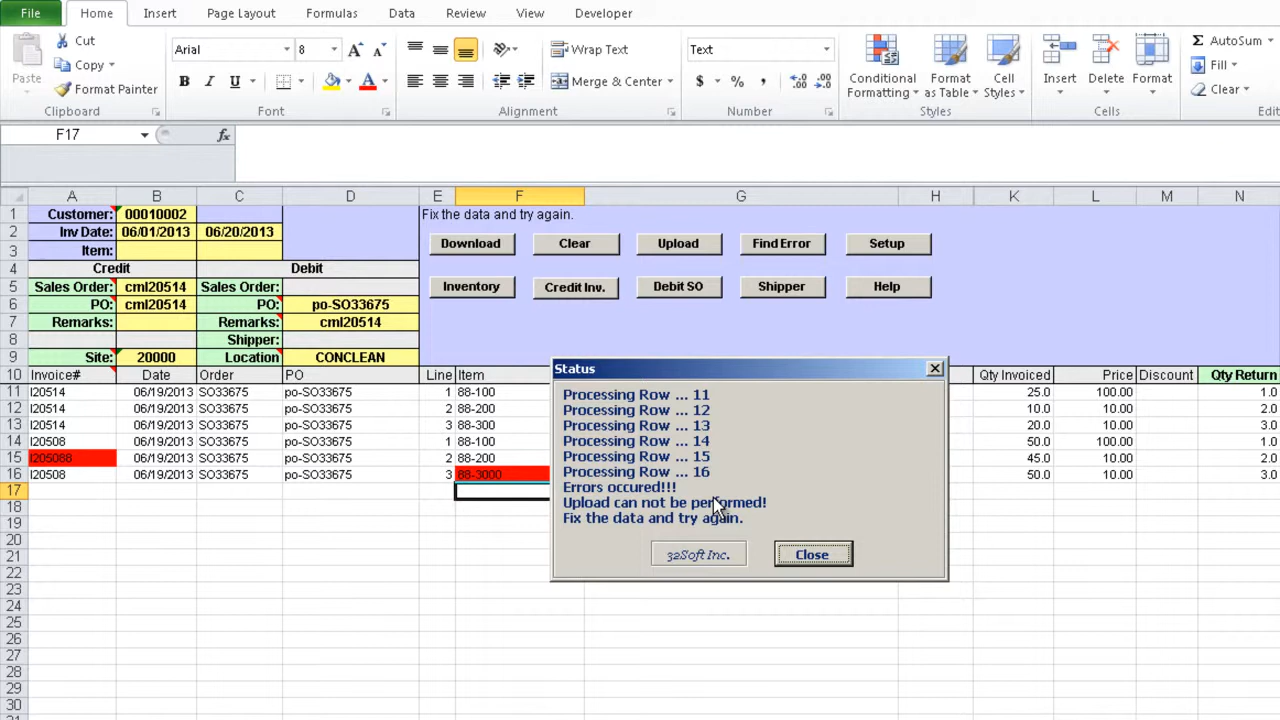 File Home Insert Page Layout Formulas Data Review View Developer
Cut Arial 8 Wrap Text Text AutoSum
Paste Copy Fill
Format Painter B I U Merge & Center $ % , Conditional Formatting Format as Table Cell Styles Insert Delete Format Clear
Clipboard Font Alignment Number Styles Cells
F17 fx
A B C D E F G H K L M N
1 Customer: 00010002 Fix the data and try again.
2 Inv Date: 06/01/2013 06/20/2013 Download Clear Upload Find Error Setup
3 Item:
4 Credit Debit
5 Sales Order: cml20514 Sales Order: Inventory Credit Inv. Debit SO Shipper Help
6 PO: cml20514 PO: po-SO33675
7 Remarks: Remarks: cml20514
8 Shipper:
9 Site: 20000 Location CONCLEAN
10 Invoice# Date Order PO Line Item Qty Invoiced Price Discount Qty Return
11 I20514 06/19/2013 SO33675 po-SO33675 1 88-100 25.0 100.00 1.0
12 I20514 06/19/2013 SO33675 po-SO33675 2 88-200 10.0 10.00 2.0
13 I20514 06/19/2013 SO33675 po-SO33675 3 88-300 20.0 10.00 3.0
14 I20508 06/19/2013 SO33675 po-SO33675 1 88-100 50.0 100.00 1.0
15 I205088 06/19/2013 SO33675 po-SO33675 2 88-200 45.0 10.00 2.0
16 I20508 06/19/2013 SO33675 po-SO33675 3 88-3000 50.0 10.00 3.0
17
18
19
20
21
22
23
24
25
26
27
28
29
30
Status
Processing Row ... 11
Processing Row ... 12
Processing Row ... 13
Processing Row ... 14
Processing Row ... 15
Processing Row ... 16
Errors occured!!!
Upload can not be performed!
Fix the data and try again.
32Soft Inc. Close